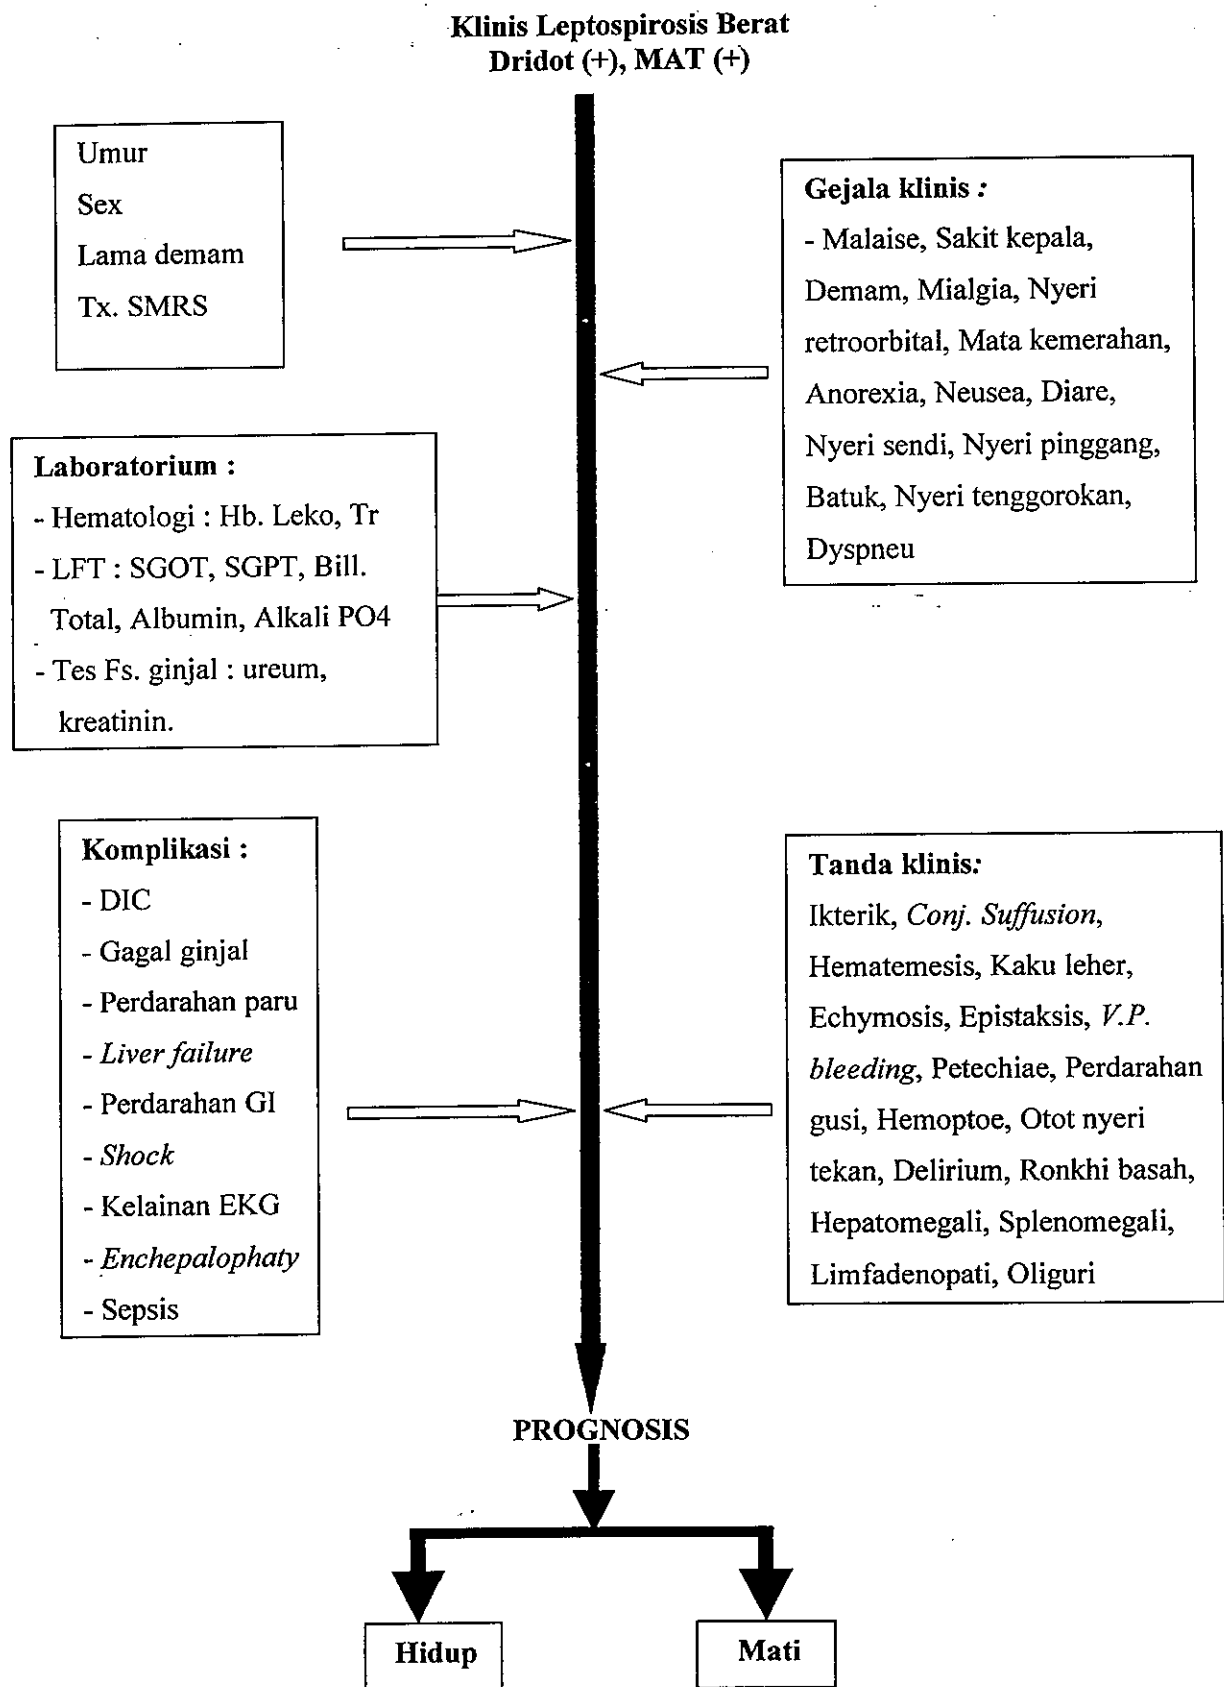 Klinis Leptospirosis Berat
Dridot (+), MAT (+)
Umur
Sex
Lama demam
Tx. SMRS
Gejala klinis :
- Malaise, Sakit kepala,
Demam, Mialgia, Nyeri
retroorbital, Mata kemerahan,
Anorexia, Neusea, Diare,
Nyeri sendi, Nyeri pinggang,
Batuk, Nyeri tenggorokan,
Dyspneu
Laboratorium :
- Hematologi : Hb. Leko, Tr
- LFT : SGOT, SGPT, Bill.
Total, Albumin, Alkali PO4
- Tes Fs. ginjal : ureum,
kreatinin.
Komplikasi :
- DIC
- Gagal ginjal
- Perdarahan paru
- Liver failure
- Perdarahan GI
- Shock
- Kelainan EKG
- Enchepalophaty
- Sepsis
Tanda klinis:
Ikterik, Conj. Suffusion,
Hematemesis, Kaku leher,
Echymosis, Epistaksis, V.P.
bleeding, Petechiae, Perdarahan
gusi, Hemoptoe, Otot nyeri
tekan, Delirium, Ronkhi basah,
Hepatomegali, Splenomegali,
Limfadenopati, Oliguri
PROGNOSIS
Hidup
Mati